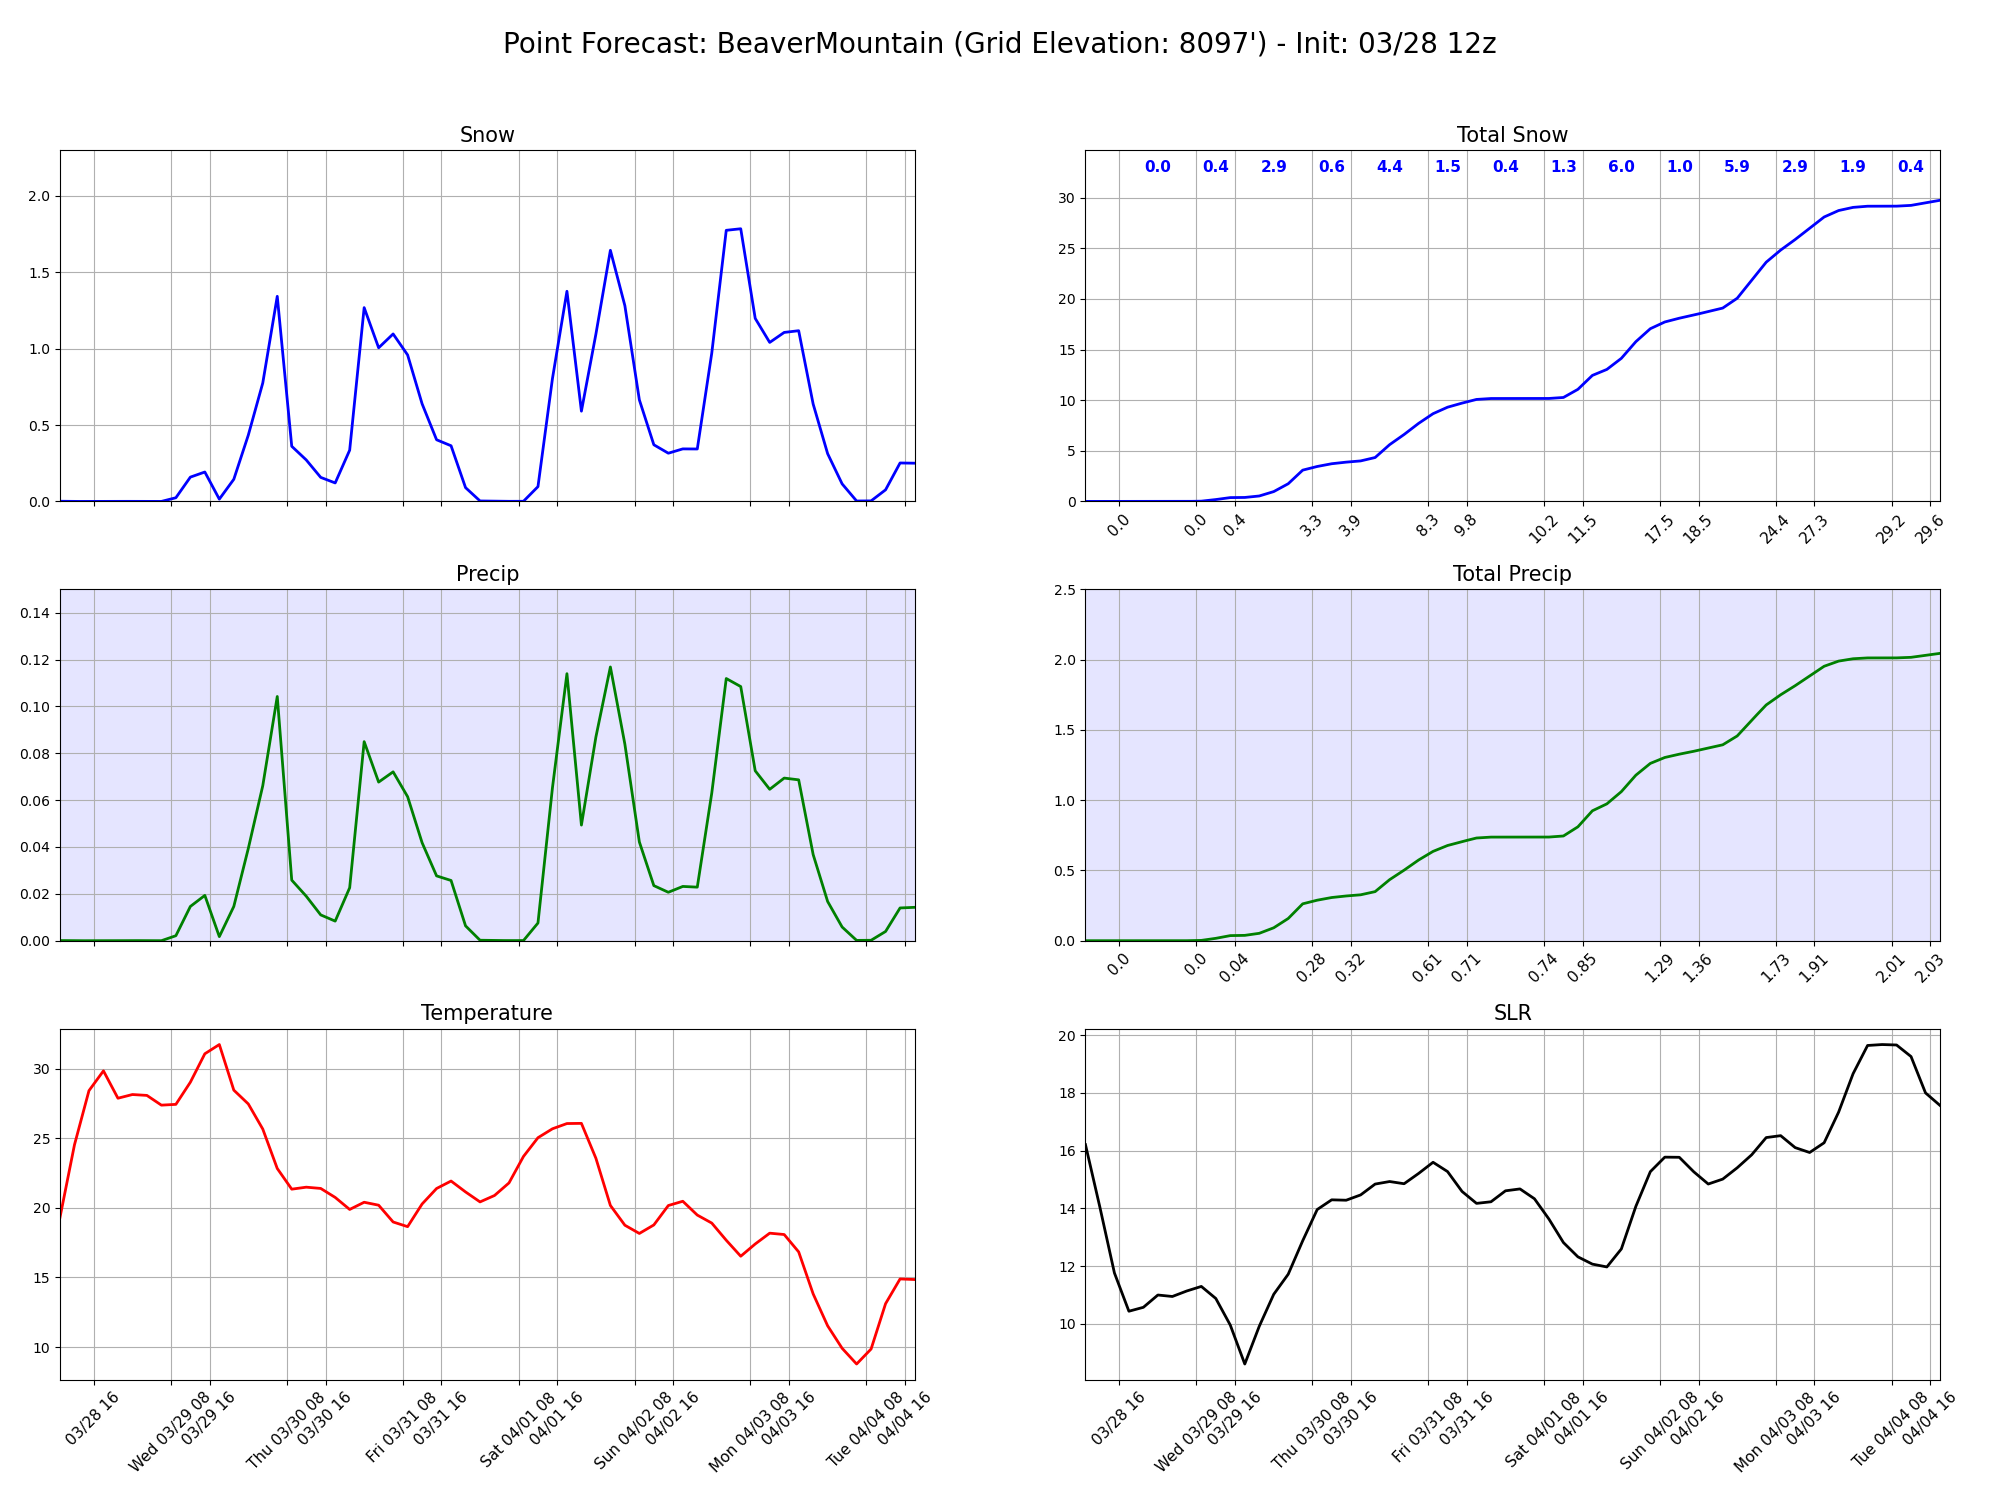 Point Forecast: BeaverMountain (Grid Elevation: 8097') - Init: 03/28 12z
Snow
2.0
1.5
1.0
0.5
0.0
Total Snow
0.0 0.4 2.9 0.6 4.4 1.5 0.4 1.3 6.0 1.0 5.9 2.9 1.9 0.4
30
25
20
15
10
5
0
0.0 0.0 0.4 3.3 3.9 8.3 9.8 10.2 11.5 17.5 18.5 24.4 27.3 29.2 29.6
Precip
0.14
0.12
0.10
0.08
0.06
0.04
0.02
0.00
Total Precip
2.5
2.0
1.5
1.0
0.5
0.0
0.0 0.0 0.04 0.28 0.32 0.61 0.71 0.74 0.85 1.29 1.36 1.73 1.91 2.01 2.03
Temperature
30
25
20
15
10
03/28 16
Wed 03/29 08
03/29 16
Thu 03/30 08
03/30 16
Fri 03/31 08
03/31 16
Sat 04/01 08
04/01 16
Sun 04/02 08
04/02 16
Mon 04/03 08
04/03 16
Tue 04/04 08
04/04 16
SLR
20
18
16
14
12
10
03/28 16
Wed 03/29 08
03/29 16
Thu 03/30 08
03/30 16
Fri 03/31 08
03/31 16
Sat 04/01 08
04/01 16
Sun 04/02 08
04/02 16
Mon 04/03 08
04/03 16
Tue 04/04 08
04/04 16